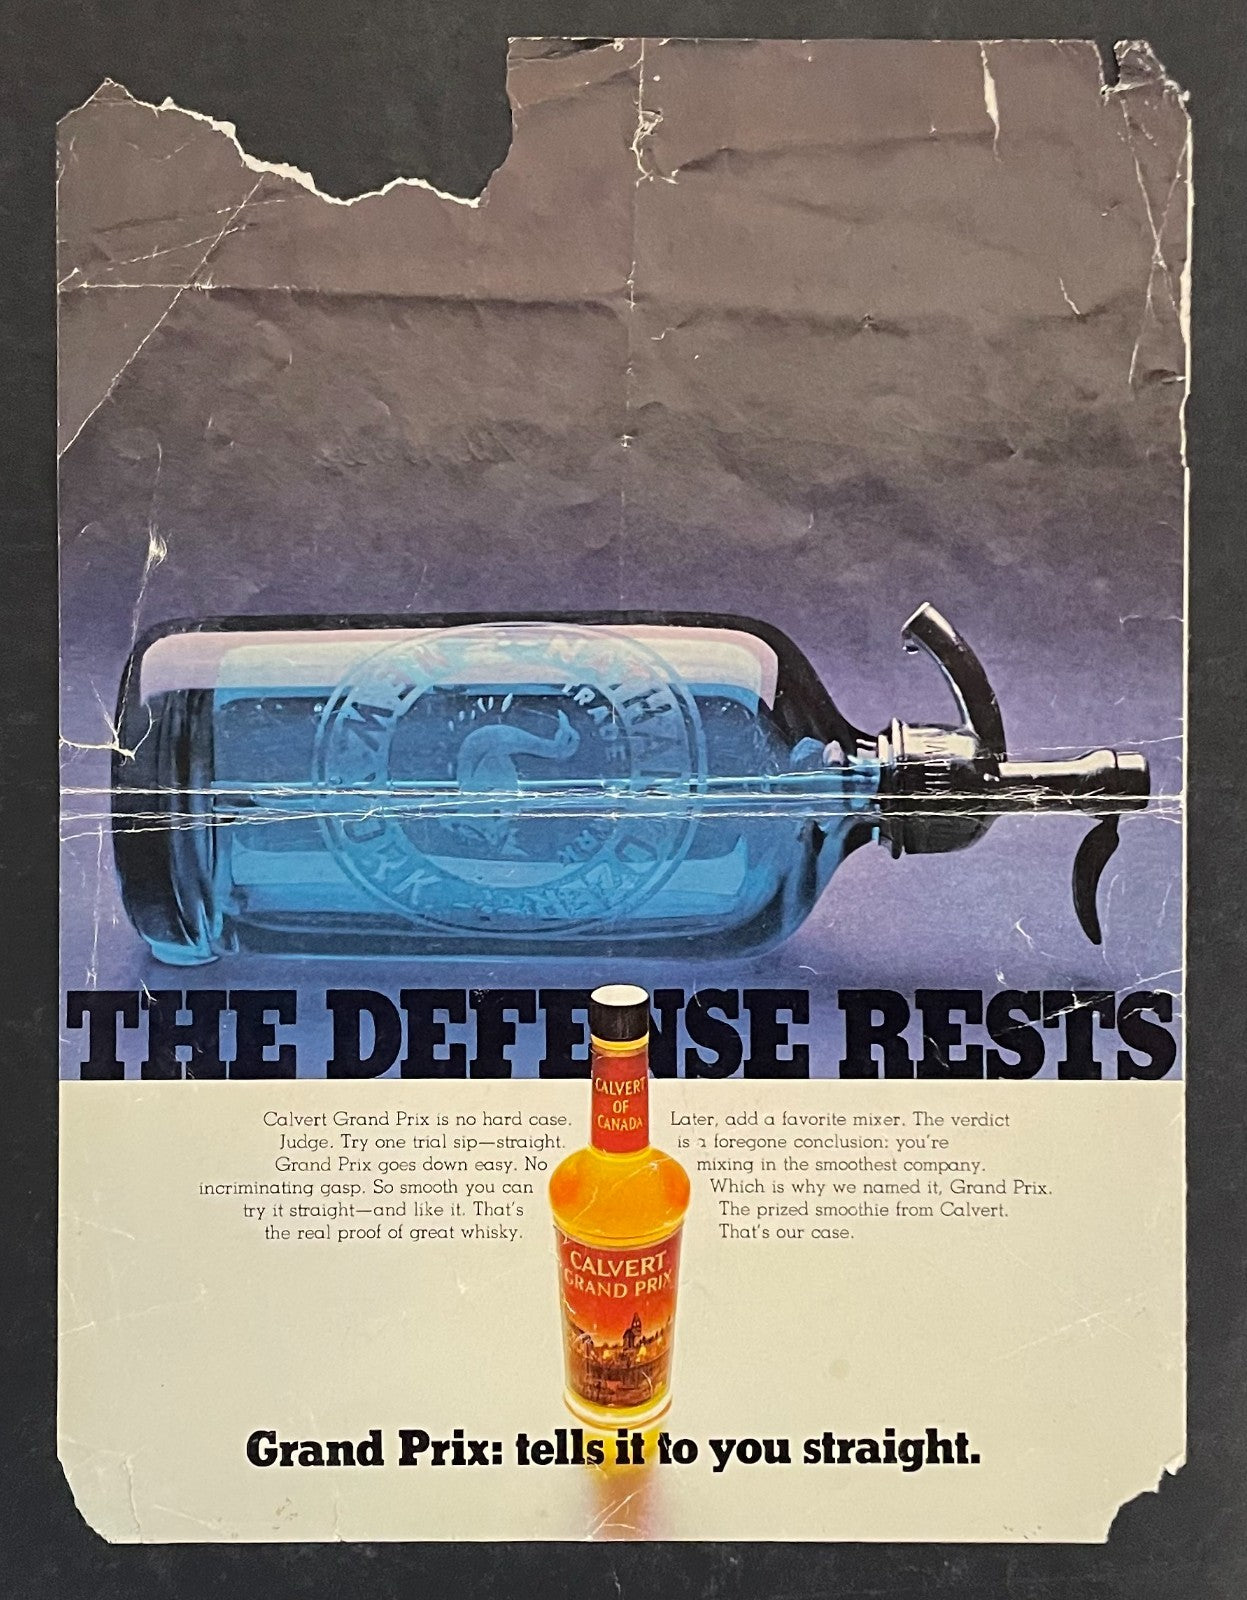 TRADE
YORK
THE DEFENSE RESTS
CALVERT
OF
CANADA
Calvert Grand Prix is no hard case.
Judge. Try one trial sip—straight.
Grand Prix goes down easy. No
incriminating gasp. So smooth you can
try it straight—and like it. That's
the real proof of great whisky.
Later, add a favorite mixer. The verdict
is a foregone conclusion: you're
mixing in the smoothest company.
Which is why we named it, Grand Prix.
The prized smoothie from Calvert.
That's our case.
CALVERT
GRAND PRIX
Grand Prix: tells it to you straight.